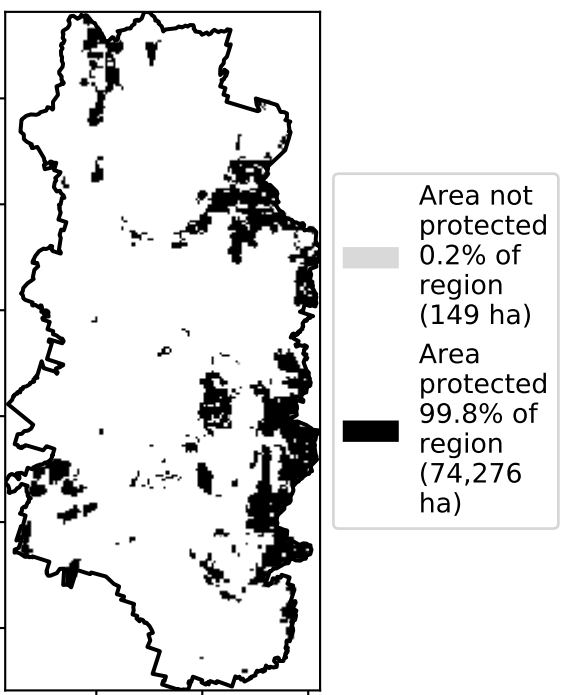 Area not
protected
0.2% of
region
(149 ha)
Area
protected
99.8% of
region
(74,276
ha)